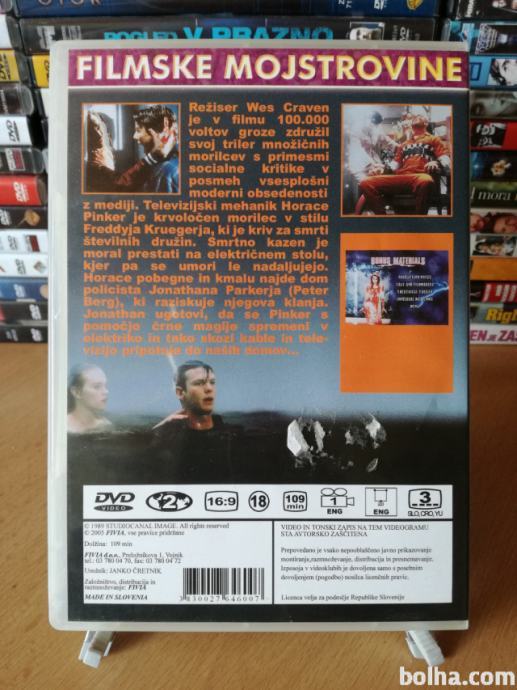 POGLED V PRAZNO
FILMSKE MOJSTROVINE
Režiser Wes Craven
je v filmu 100.000
voltov groze združil
svoj triler množičnih
morilcev s primesmi
socialne kritike v
posmeh vsesplošni
moderni obsedenosti
z mediji. Televizijski mehanik Horace
Pinker je krvoločen morilec v stilu
Freddyja Kruegerja, ki je kriv za smrti
številnih družin. Smrtno kazen je
moral prestati na električnem stolu,
kjer pa se umori le nadaljujejo.
Horace pobegne in kmalu najde dom
policista Jonathana Parkerja (Peter
Berg), ki raziskuje njegova klanja.
Jonathan ugotovi, da se Pinker s
pomočjo črne magije spremeni v
elektriko in tako skozi kable in tele-
vizijo pripotuje do naših domov...
BONUS MATERIALS
DVD
VIDEO
2
16:9
18
109
min
1
ENG
ENG
3
SLO, CRO, YU
© 1989 STUDIOCANAL IMAGE. All rights reserved
© 2005 FIVIA, vse pravice pridržane
Dolžina: 109 min
FIVIA d.o.o., Prešožnikova 1, Vojnik
tel.: 03 780 04 70, fax: 03 780 04 72
Urednik: JANKO ČRETNIK
Založništvo, distribucija in
razmnoževanje: FIVIA
MADE IN SLOVENIA
3 830027 646007
VIDEO IN TONSKI ZAPIS NA TEM VIDEOGRAMU
STA AVTORSKO ZAŠČITENA
Prepovedano je vsako nepooblaščeno javno prikazovanje
montiranje, razmnoževanje, distribucija in presnemavanje.
Izposoja v videoklubih je dovoljena samo s posebnim
dovoljenjem (pogodbo) nosilca licenčnih pravic.
Licenca velja za področje Republike Slovenije
bolha.com